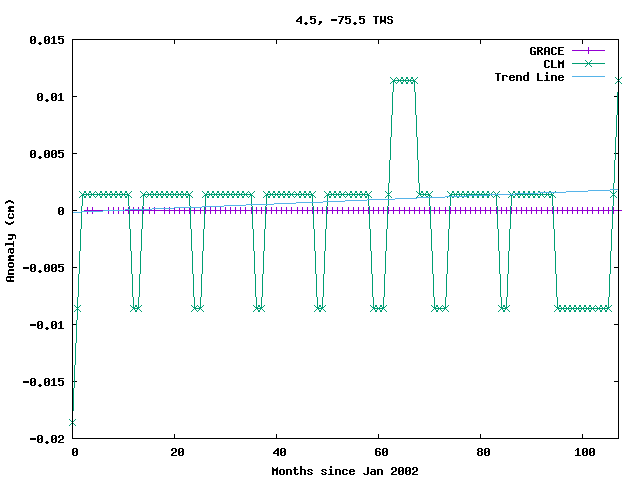 4.5, -75.5 TWS
GRACE
CLM
Trend Line
0.015
0.01
0.005
0
-0.005
-0.01
-0.015
-0.02
Anomaly (cm)
0 20 40 60 80 100
Months since Jan 2002